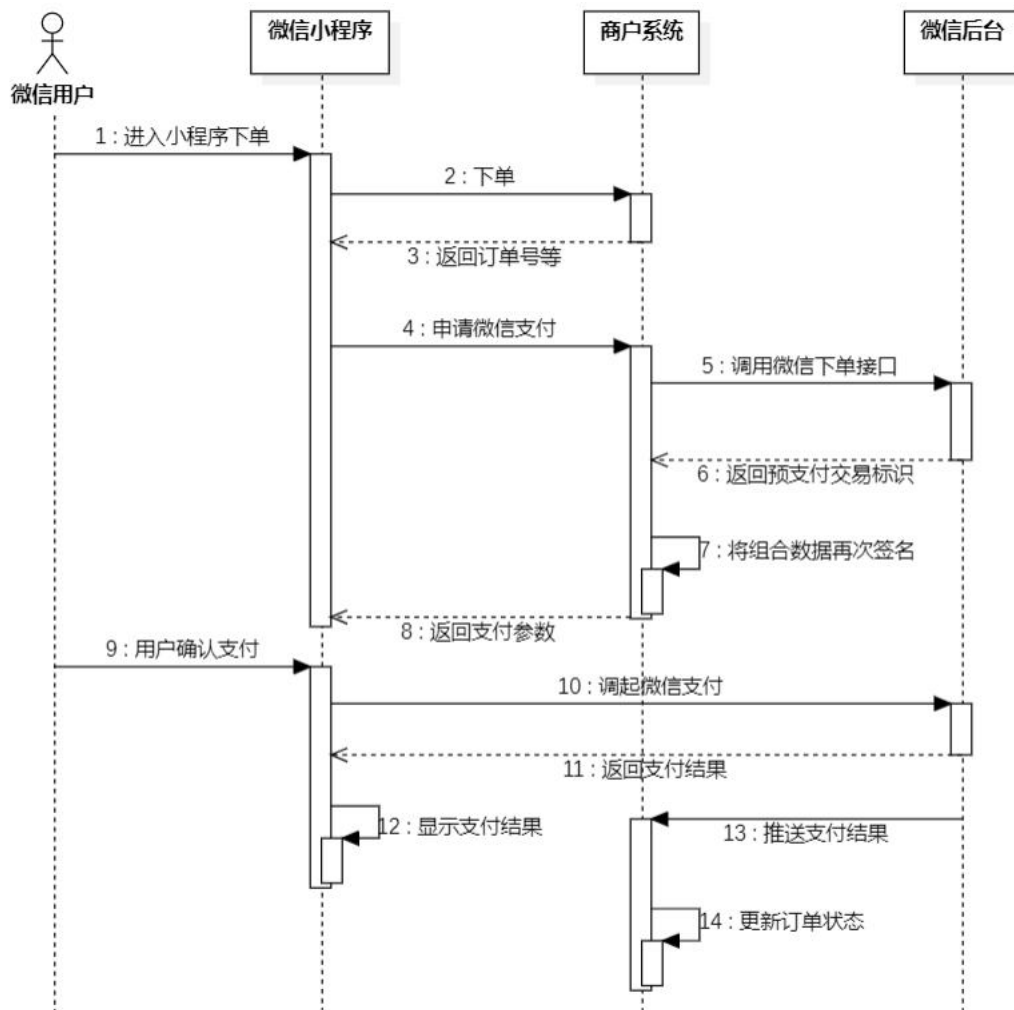 微信小程序
商户系统
微信后台
微信用户
1 : 进入小程序下单
2 : 下单
3 : 返回订单号等
4 : 申请微信支付
5 : 调用微信下单接口
6 : 返回预支付交易标识
7 : 将组合数据再次签名
8 : 返回支付参数
9 : 用户确认支付
10 : 调起微信支付
11 : 返回支付结果
12 : 显示支付结果
13 : 推送支付结果
14 : 更新订单状态